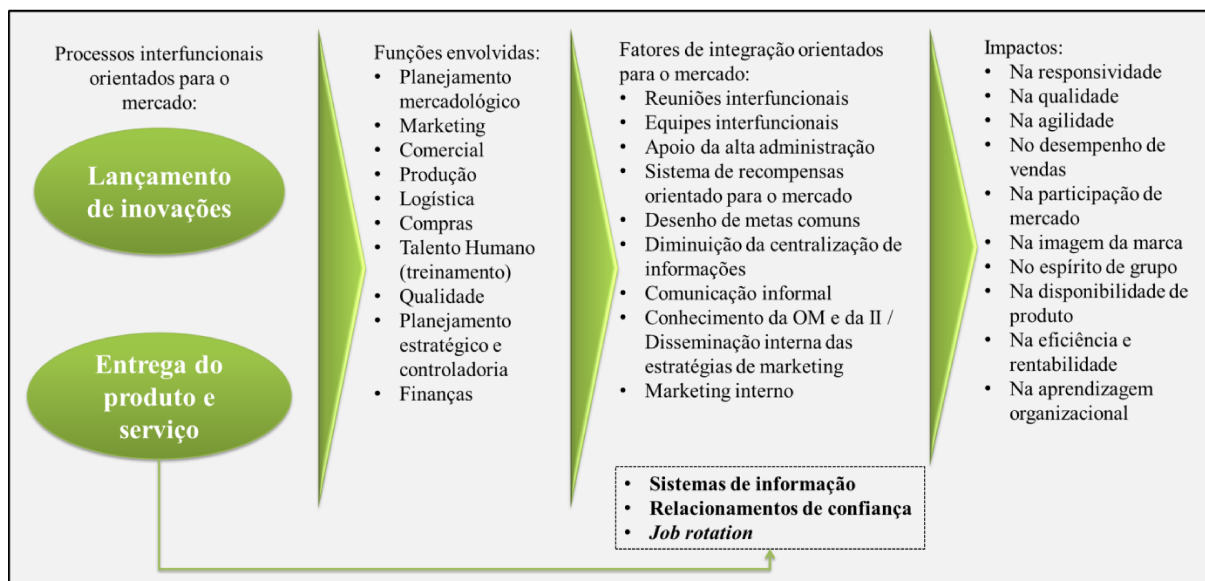 Processos interfuncionais
orientados para o
mercado:
Lançamento
de inovações
Entrega do
produto e
serviço
Funções envolvidas:
• Planejamento
mercadológico
• Marketing
• Comercial
• Produção
• Logística
• Compras
• Talento Humano
(treinamento)
• Qualidade
• Planejamento
estratégico e
controladoria
• Finanças
Fatores de integração orientados
para o mercado:
• Reuniões interfuncionais
• Equipes interfuncionais
• Apoio da alta administração
• Sistema de recompensas
orientado para o mercado
• Desenho de metas comuns
• Diminuição da centralização de
informações
• Comunicação informal
• Conhecimento da OM e da II /
Disseminação interna das
estratégias de marketing
• Marketing interno
• Sistemas de informação
• Relacionamentos de confiança
• Job rotation
Impactos:
• Na responsividade
• Na qualidade
• Na agilidade
• No desempenho de
vendas
• Na participação de
mercado
• Na imagem da marca
• No espírito de grupo
• Na disponibilidade de
produto
• Na eficiência e
rentabilidade
• Na aprendizagem
organizacional